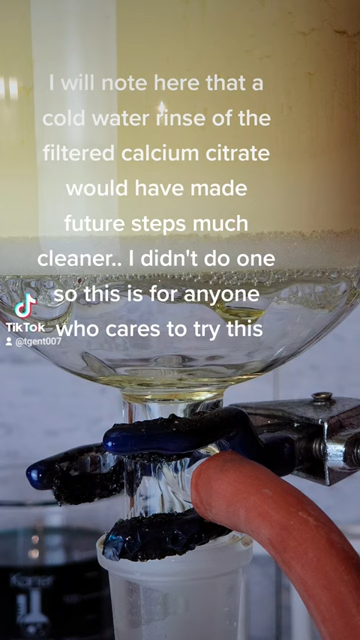 I will note here that a
cold water rinse of the
filtered calcium citrate
would have made
future steps much
cleaner.. I didn't do one
so this is for anyone
who cares to try this
TikTok
@tgent007